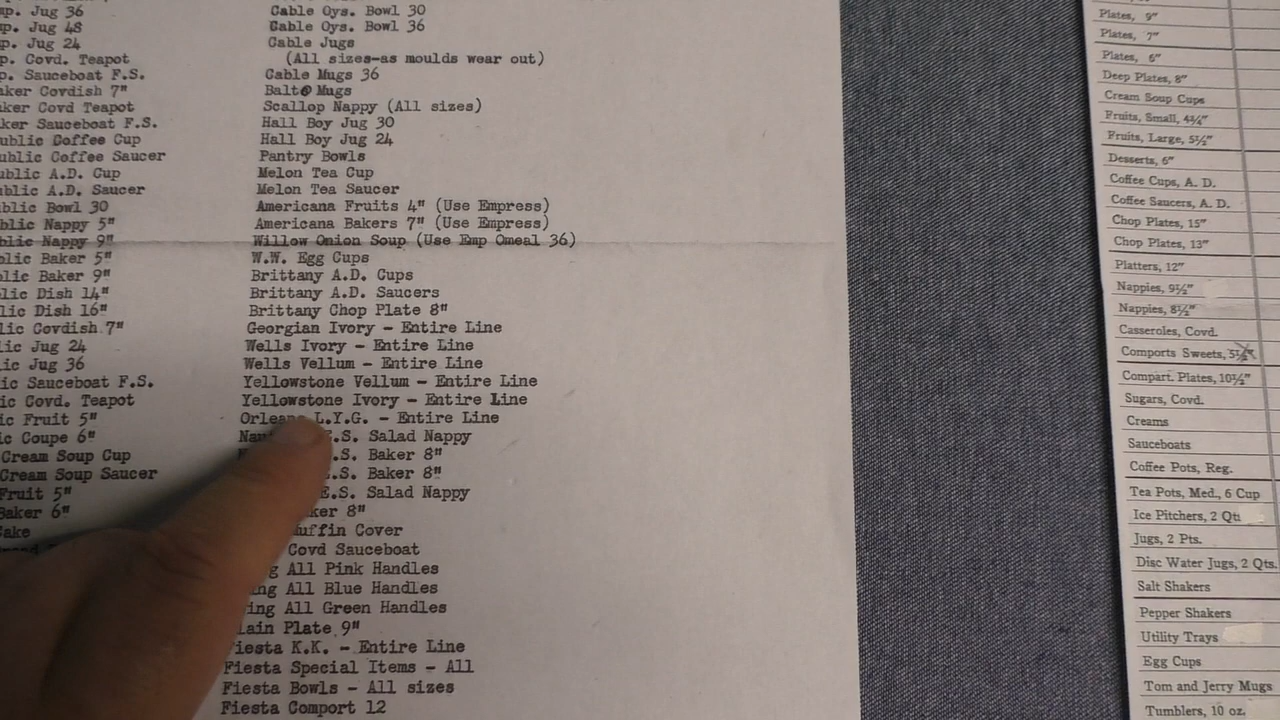 mp. Jug 36
p. Jug 48
p. Jug 24
p. Covd. Teapot
p. Sauceboat F.S.
aker Covdish 7"
aker Covd Teapot
aker Sauceboat F.S.
ublic Coffee Cup
ublic Coffee Saucer
ublic A.D. Cup
ublic A.D. Saucer
ublic Bowl 30
blic Nappy 5"
blic Nappy 9"
blic Baker 5"
blic Baker 9"
lic Dish 14"
lic Dish 16"
lic Covdish 7"
lic Jug 24
lic Jug 36
ic Sauceboat F.S.
ic Covd. Teapot
ic Fruit 5"
ic Coupe 6"
Cream Soup Cup
Cream Soup Saucer
Fruit 5"
Baker 6"
Cake
Cable Oys. Bowl 30
Cable Oys. Bowl 36
Cable Jugs
(All sizes-as moulds wear out)
Cable Mugs 36
Balto Mugs
Scallop Nappy (All sizes)
Hall Boy Jug 30
Hall Boy Jug 24
Pantry Bowls
Melon Tea Cup
Melon Tea Saucer
Americana Fruits 4" (Use Empress)
Americana Bakers 7" (Use Empress)
Willow Onion Soup (Use Emp Omeal 36)
W.W. Egg Cups
Brittany A.D. Cups
Brittany A.D. Saucers
Brittany Chop Plate 8"
Georgian Ivory - Entire Line
Wells Ivory - Entire Line
Wells Vellum - Entire Line
Yellowstone Vellum - Entire Line
Yellowstone Ivory - Entire Line
Orleans L.Y.G. - Entire Line
Nau E.S. Salad Nappy
E.S. Baker 8"
E.S. Baker 8"
E.S. Salad Nappy
ker 8"
uffin Cover
Covd Sauceboat
g All Pink Handles
ng All Blue Handles
ing All Green Handles
lain Plate 9"
Fiesta K.K. - Entire Line
Fiesta Special Items - All
Fiesta Bowls - All sizes
Fiesta Comport 12
Plates, 9"
Plates, 7"
Plates, 6"
Deep Plates, 8"
Cream Soup Cups
Fruits, Small, 4¾"
Fruits, Large, 5½"
Desserts, 6"
Coffee Cups, A. D.
Coffee Saucers, A. D.
Chop Plates, 15"
Chop Plates, 13"
Platters, 12"
Nappies, 9½"
Nappies, 8½"
Casseroles, Covd.
Comports Sweets, 5½"
Compart. Plates, 10½"
Sugars, Covd.
Creams
Sauceboats
Coffee Pots, Reg.
Tea Pots, Med., 6 Cup
Ice Pitchers, 2 Qt
Jugs, 2 Pts.
Disc Water Jugs, 2 Qts.
Salt Shakers
Pepper Shakers
Utility Trays
Egg Cups
Tom and Jerry Mugs
Tumblers, 10 oz.